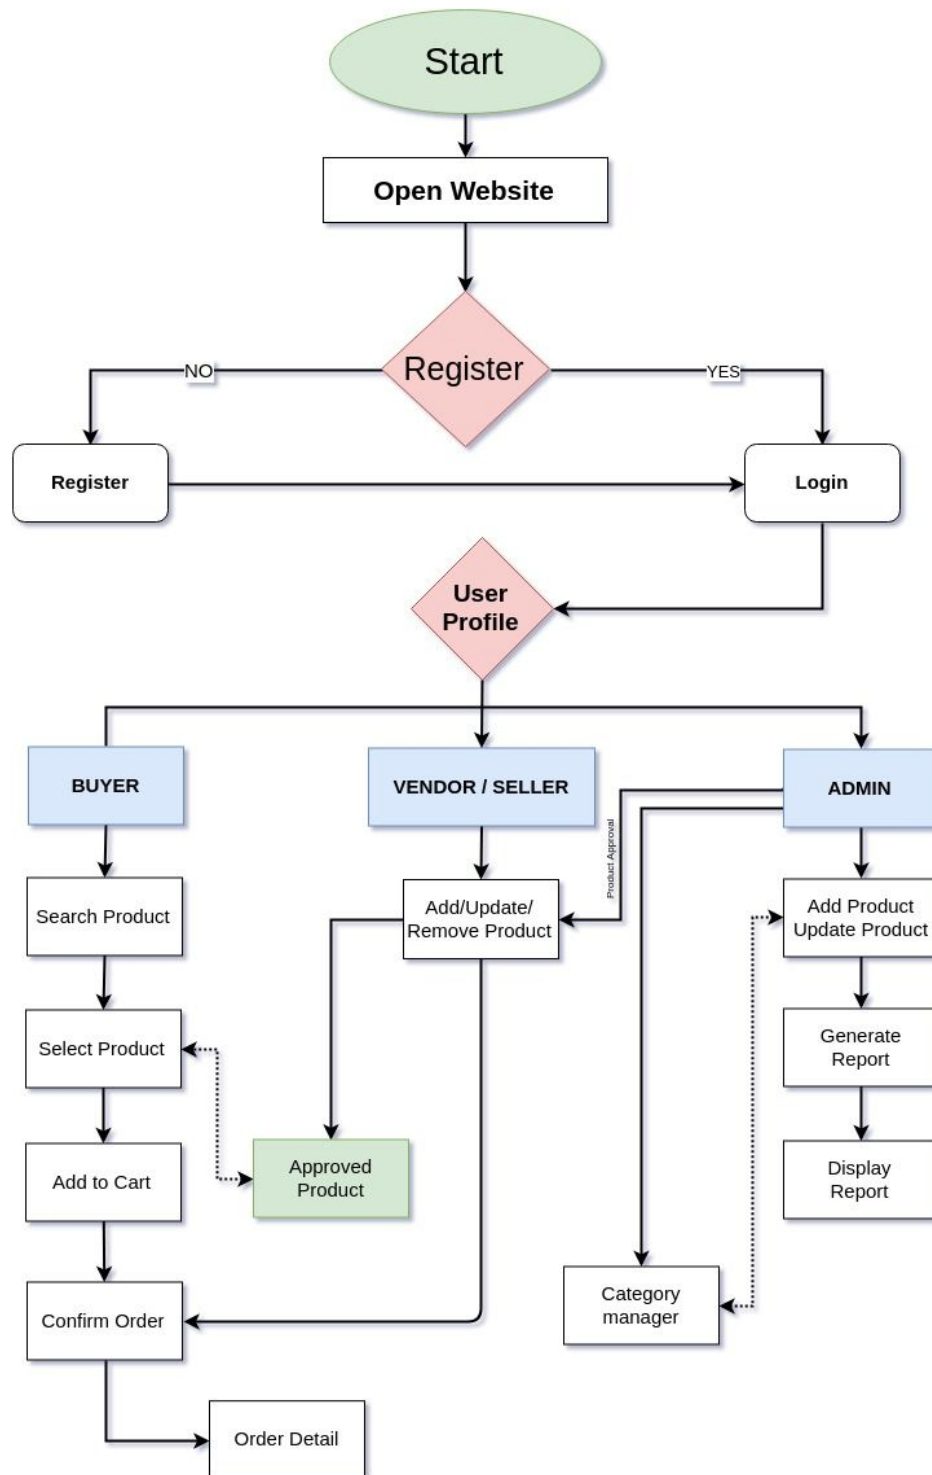 Start
Open Website
Register
NO
YES
Register
Login
User
Profile
BUYER
VENDOR / SELLER
ADMIN
Product Approval
Search Product
Add/Update/
Remove Product
Add Product
Update Product
Select Product
Generate
Report
Add to Cart
Approved
Product
Display
Report
Confirm Order
Category
manager
Order Detail